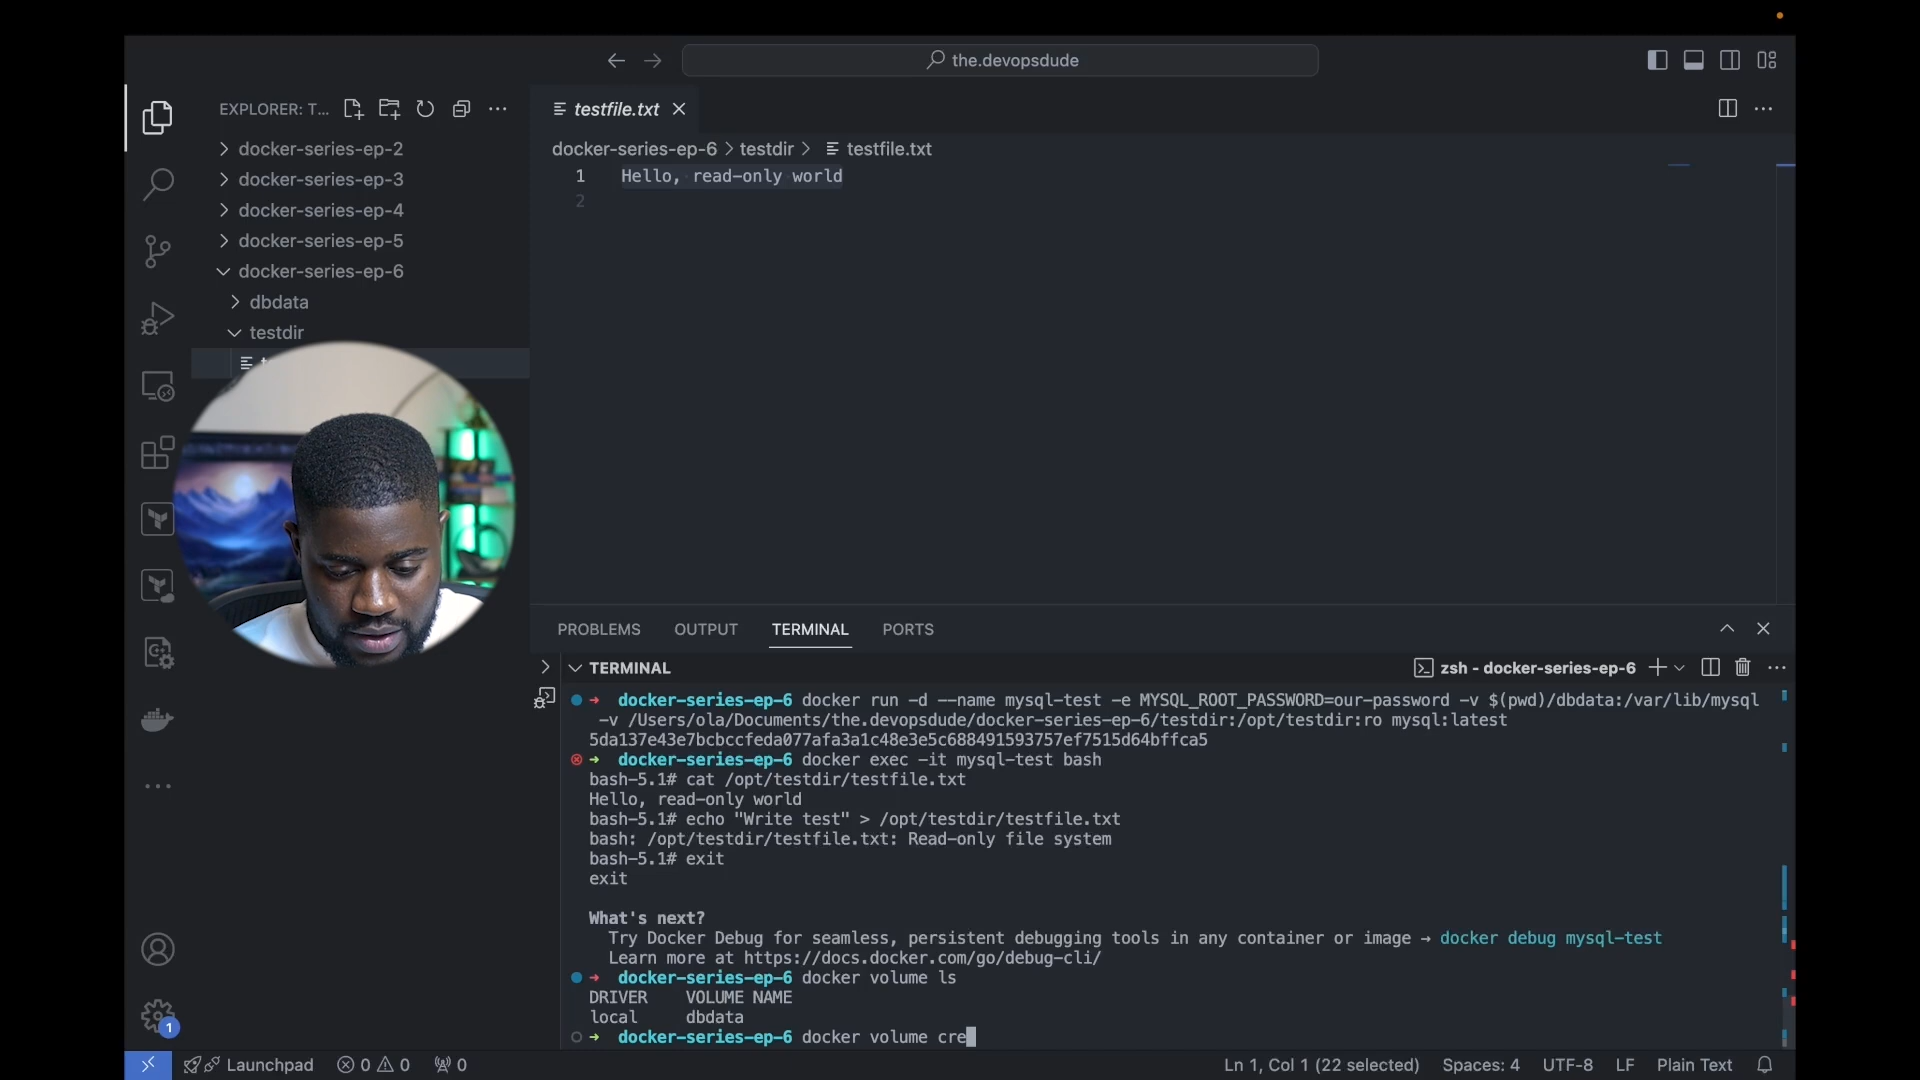 the.devopsdude
EXPLORER: T...
testfile.txt
docker-series-ep-2
docker-series-ep-6 > testdir > testfile.txt
docker-series-ep-3
1 Hello, read-only world
docker-series-ep-4
2
docker-series-ep-5
docker-series-ep-6
dbdata
testdir
PROBLEMS OUTPUT TERMINAL PORTS
TERMINAL
zsh - docker-series-ep-6
docker-series-ep-6 docker run -d --name mysql-test -e MYSQL_ROOT_PASSWORD=our-password -v $(pwd)/dbdata:/var/lib/mysql
-v /Users/ola/Documents/the.devopsdude/docker-series-ep-6/testdir:/opt/testdir:ro mysql:latest
5da137e43e7bcbccfeda077afa3a1c48e3e5c688491593757ef7515d64bffca5
docker-series-ep-6 docker exec -it mysql-test bash
bash-5.1# cat /opt/testdir/testfile.txt
Hello, read-only world
bash-5.1# echo "Write test" > /opt/testdir/testfile.txt
bash: /opt/testdir/testfile.txt: Read-only file system
bash-5.1# exit
exit
What's next?
Try Docker Debug for seamless, persistent debugging tools in any container or image → docker debug mysql-test
Learn more at https://docs.docker.com/go/debug-cli/
docker-series-ep-6 docker volume ls
DRIVER VOLUME NAME
local dbdata
docker-series-ep-6 docker volume cre
1
Launchpad 0 0 0
Ln 1, Col 1 (22 selected) Spaces: 4 UTF-8 LF Plain Text